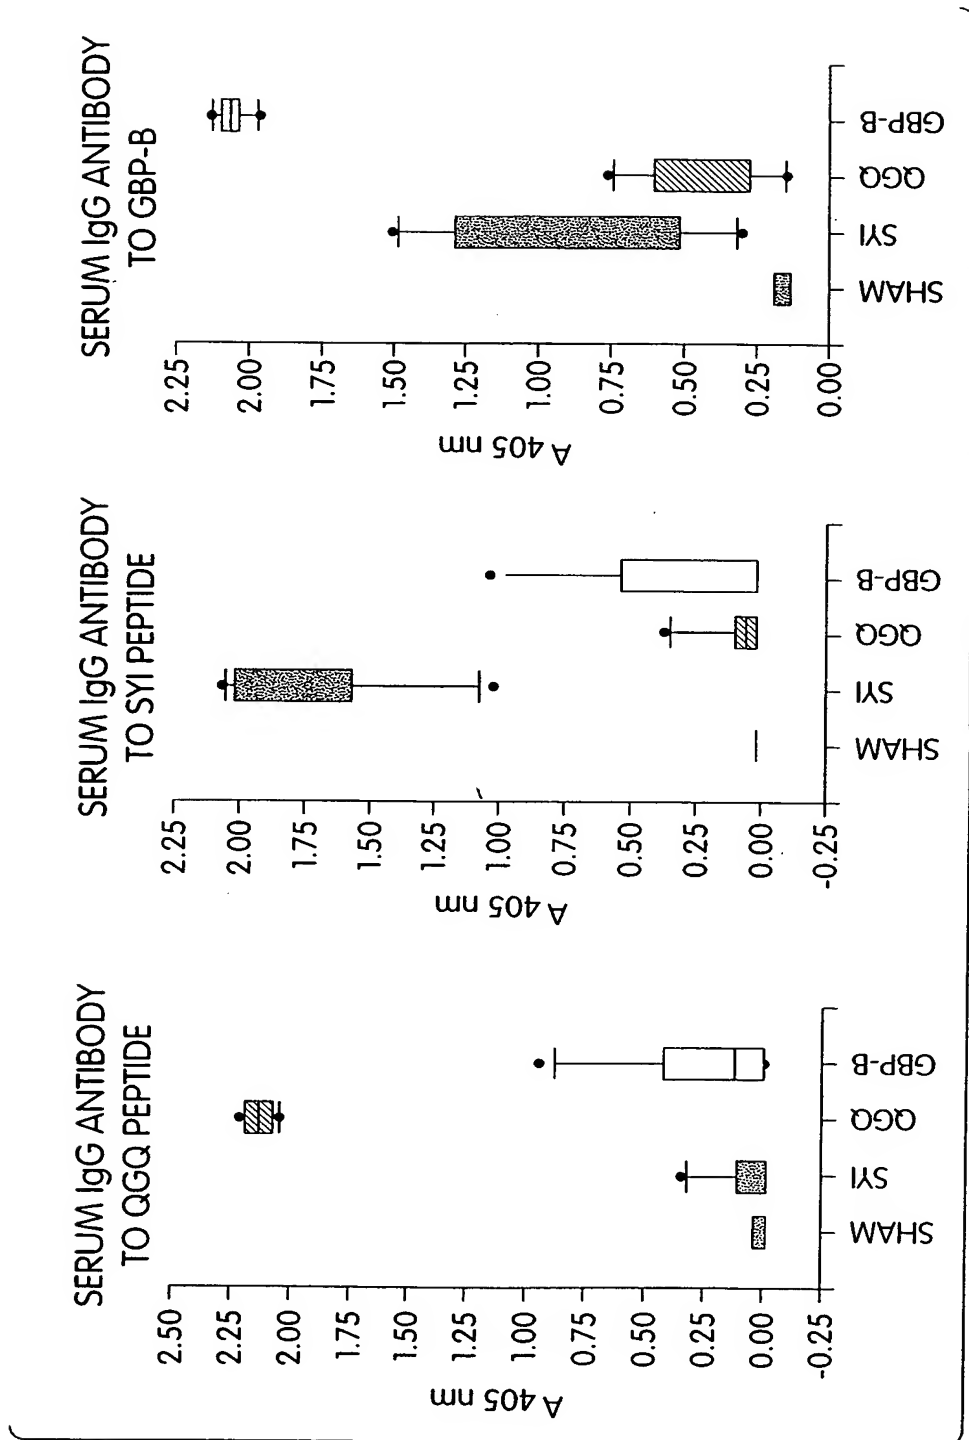 SERUM IgG ANTIBODY
TO QGQ PEPTIDE
A 405 nm
2.50
2.25
2.00
1.75
1.50
1.25
1.00
0.75
0.50
0.25
0.00
-0.25
SHAM
SYI
QGQ
GBP-B
SERUM IgG ANTIBODY
TO SYI PEPTIDE
A 405 nm
2.25
2.00
1.75
1.50
1.25
1.00
0.75
0.50
0.25
0.00
-0.25
SHAM
SYI
QGQ
GBP-B
SERUM IgG ANTIBODY
TO GBP-B
A 405 nm
2.25
2.00
1.75
1.50
1.25
1.00
0.75
0.50
0.25
0.00
SHAM
SYI
QGQ
GBP-B